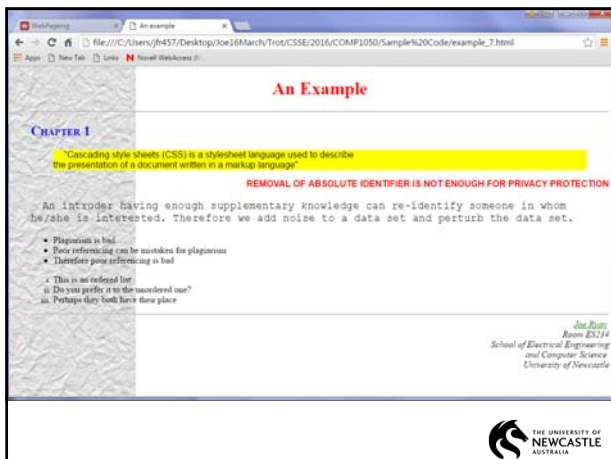 WebPageing
An example
file:///C:/Users/jfr457/Desktop/Joe16March/Trot/CSSE/2016/COMP1050/Sample%20Code/example_7.html
Apps New Tab Links Novell WebAccess
An Example
CHAPTER 1
"Cascading style sheets (CSS) is a stylesheet language used to describe
the presentation of a document written in a markup language".
REMOVAL OF ABSOLUTE IDENTIFIER IS NOT ENOUGH FOR PRIVACY PROTECTION
An intruder having enough supplementary knowledge can re-identify someone in whom
he/she is interested. Therefore we add noise to a data set and perturb the data set.
• Plagiarism is bad
• Poor referencing can be mistaken for plagiarism
• Therefore poor referencing is bad
i. This is an ordered list
ii. Do you prefer it to the unordered one?
iii. Perhaps they both have their place
Joe Ryan
Room ES234
School of Electrical Engineering
and Computer Science
University of Newcastle
THE UNIVERSITY OF
NEWCASTLE
AUSTRALIA